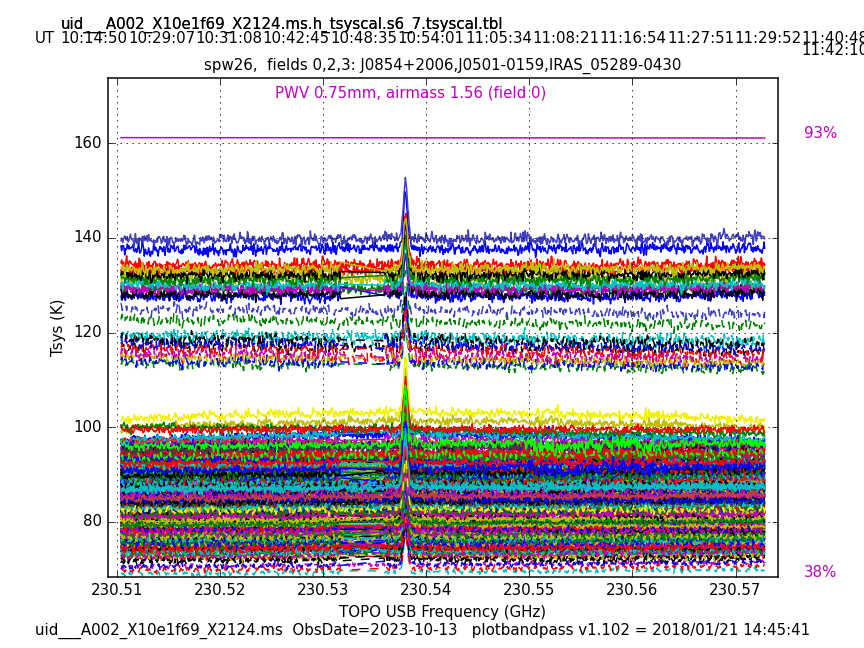 uid___A002_X10e1f69_X2124.ms.h_tsyscal.s6_7.tsyscal.tbl
UT 10:14:50 10:29:07 10:31:08 10:42:45 10:48:35 10:54:01 11:05:34 11:08:21 11:16:54 11:27:51 11:29:52 11:40:48
11:42:10
spw26, fields 0,2,3: J0854+2006,J0501-0159,IRAS_05289-0430
PWV 0.75mm, airmass 1.56 (field 0)
93%
160
140
120
100
80
Tsys (K)
38%
230.51 230.52 230.53 230.54 230.55 230.56 230.57
TOPO USB Frequency (GHz)
uid___A002_X10e1f69_X2124.ms ObsDate=2023-10-13 plotbandpass v1.102 = 2018/01/21 14:45:41